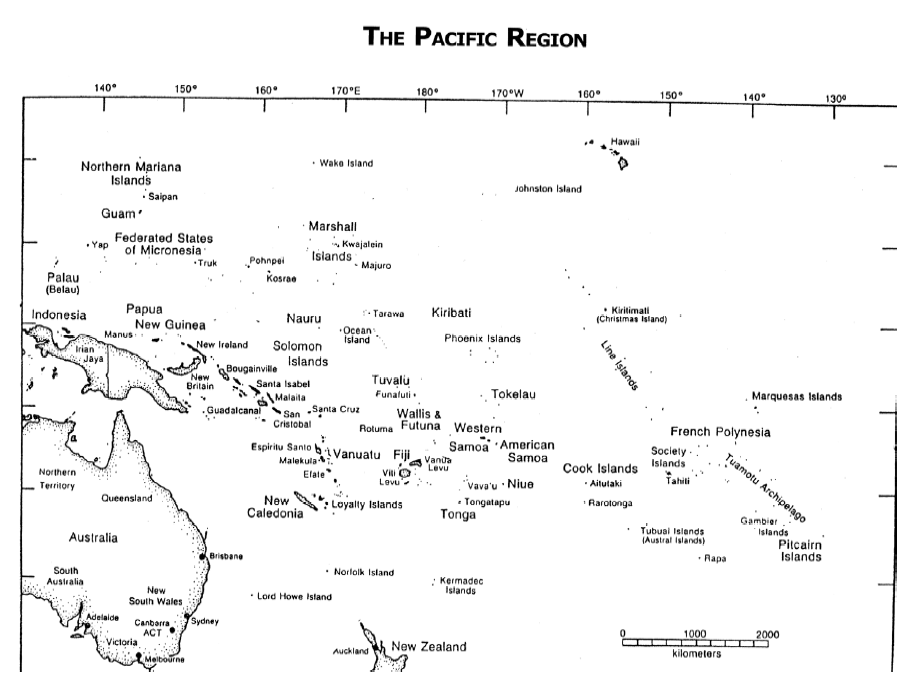 THE PACIFIC REGION
140° 150° 160° 170°E 180° 170°W 160° 150° 140° 130°
Hawaii
Northern Mariana
Islands
Wake Island
Johnston Island
Saipan
Guam
Marshall
Islands
Kwajalein
Majuro
Yap
Federated States
of Micronesia
Truk
Pohnpei
Kosrae
Palau
(Belau)
Indonesia
Papua
New Guinea
Manus
Nauru
Tarawa
Kiribati
Kiritimati
(Christmas Island)
Irian
Jaya
New Ireland
Solomon
Islands
Ocean
Island
Phoenix Islands
Line Islands
Bougainville
New
Britain
Santa Isabel
Malaita
Guadalcanal
San
Cristobal
Santa Cruz
Tuvalu
Funafuti
Tokelau
Marquesas Islands
Rotuma
Wallis &
Futuna
Western
Samoa
American
Samoa
French Polynesia
Espiritu Santo
Malekula
Efate
Vanuatu
Fiji
Vanua
Levu
Viti
Levu
Cook Islands
Society
Islands
Tahiti
Tuamotu Archipelago
Northern
Territory
Queensland
New
Caledonia
Loyalty Islands
Vava'u
Niue
Tongatapu
Tonga
Aitutaki
Rarotonga
Gambier
Islands
Tubuai Islands
(Austral Islands)
Pitcairn
Islands
Rapa
Australia
Brisbane
South
Australia
New
South Wales
Norfolk Island
Lord Howe Island
Kermadec
Islands
Adelaide
Canbarra
ACT
Sydney
Victoria
Melbourne
Auckland
New Zealand
0 1000 2000
kilometers